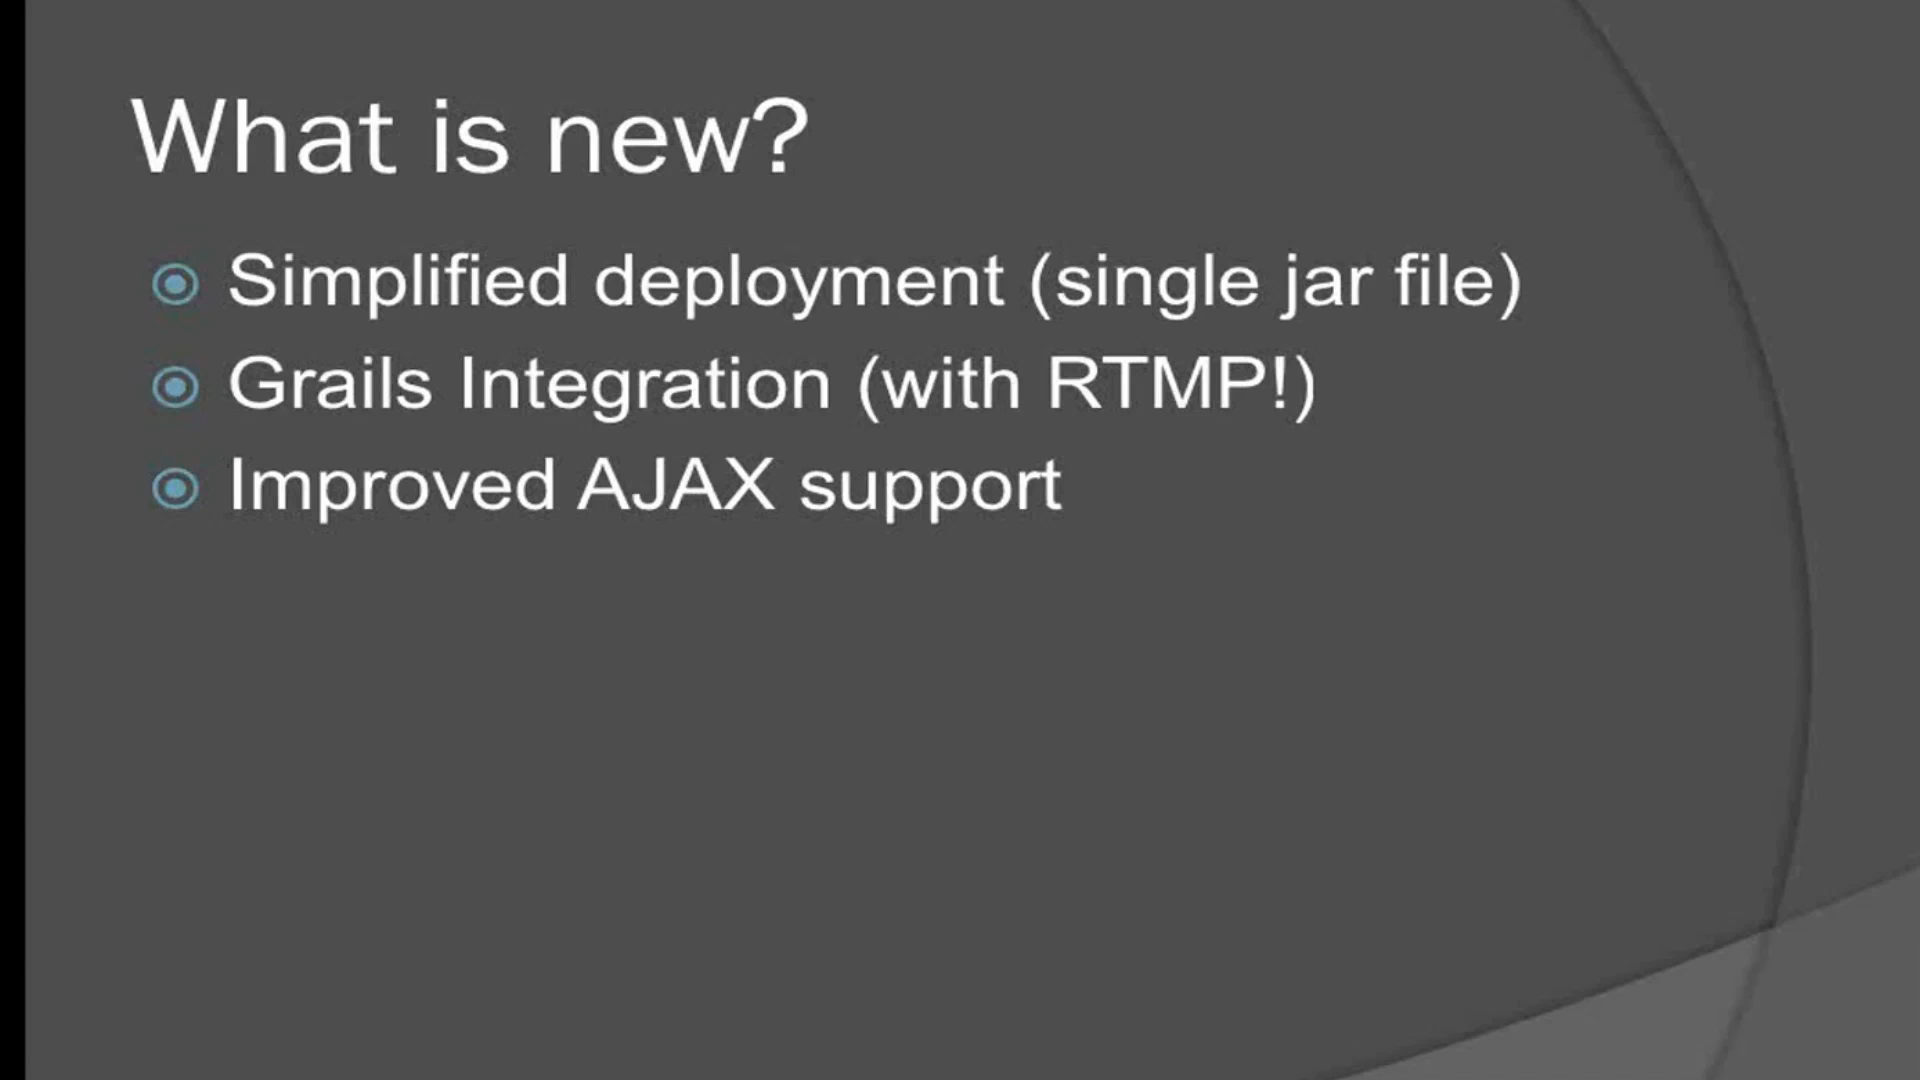 What is new?
Simplified deployment (single jar file)
Grails Integration (with RTMP!)
Improved AJAX support